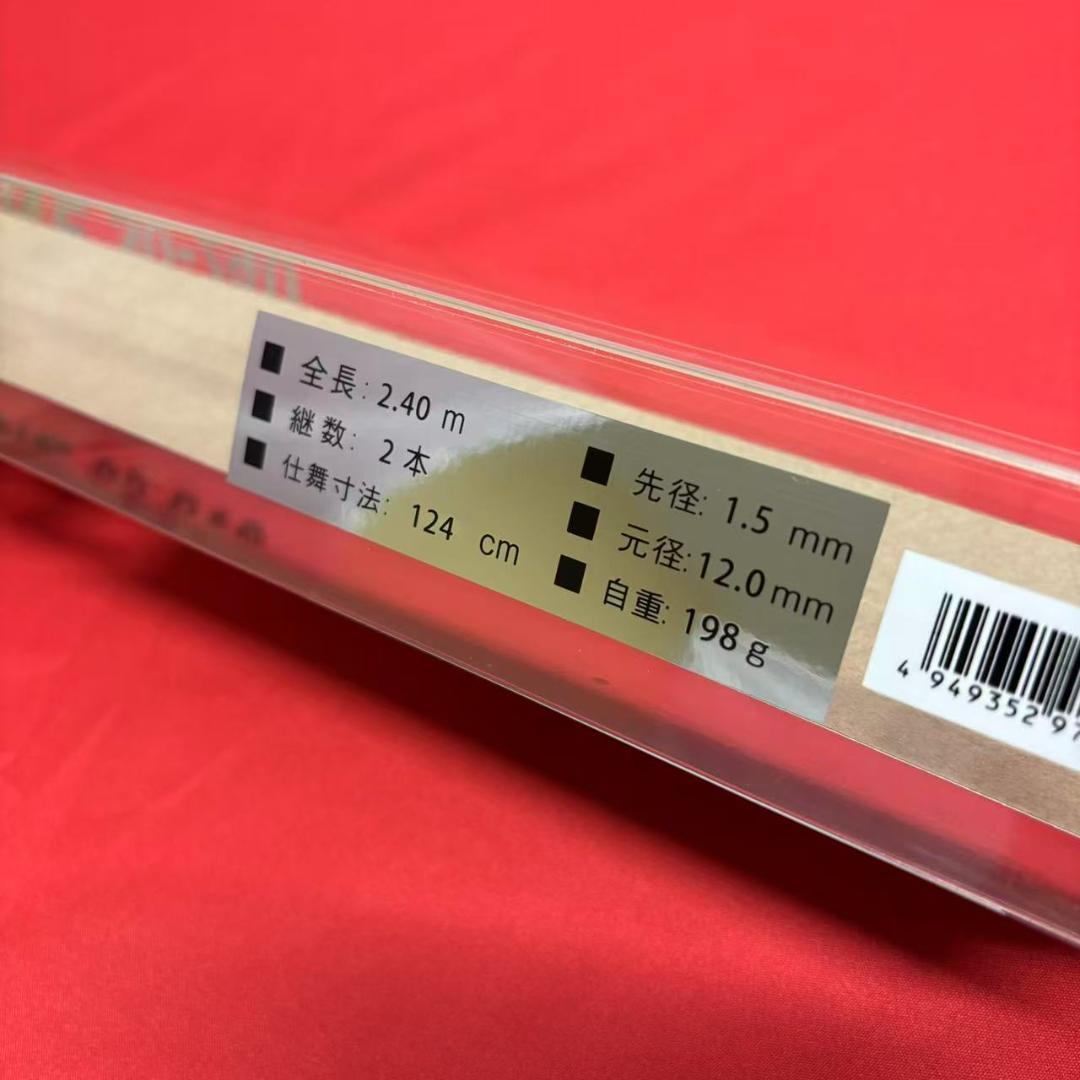 ■ 全長: 2.40 m
■ 継数: 2 本
■ 仕舞寸法: 124 cm
■ 先径: 1.5 mm
■ 元径: 12.0 mm
■ 自重: 198 g
4 949352 97